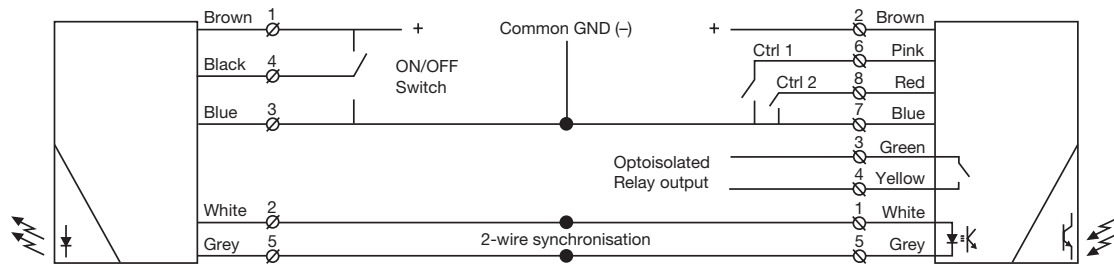 Brown 1 + Common GND (–) + 2 Brown
Ctrl 1 6 Pink
Black 4 ON/OFF
Switch
Ctrl 2 8 Red
Blue 3 7 Blue
3 Green
Optoisolated
Relay output
4 Yellow
White 2 1 White
2-wire synchronisation
Grey 5 5 Grey